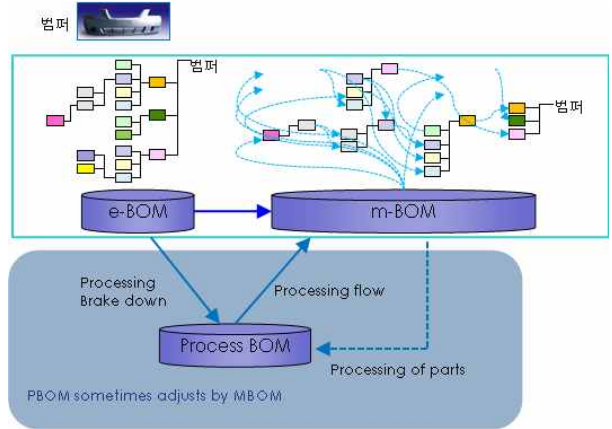 범퍼
범퍼
범퍼
e-BOM
m-BOM
Processing
Brake down
Processing flow
Process BOM
Processing of parts
PBOM sometimes adjusts by MBOM